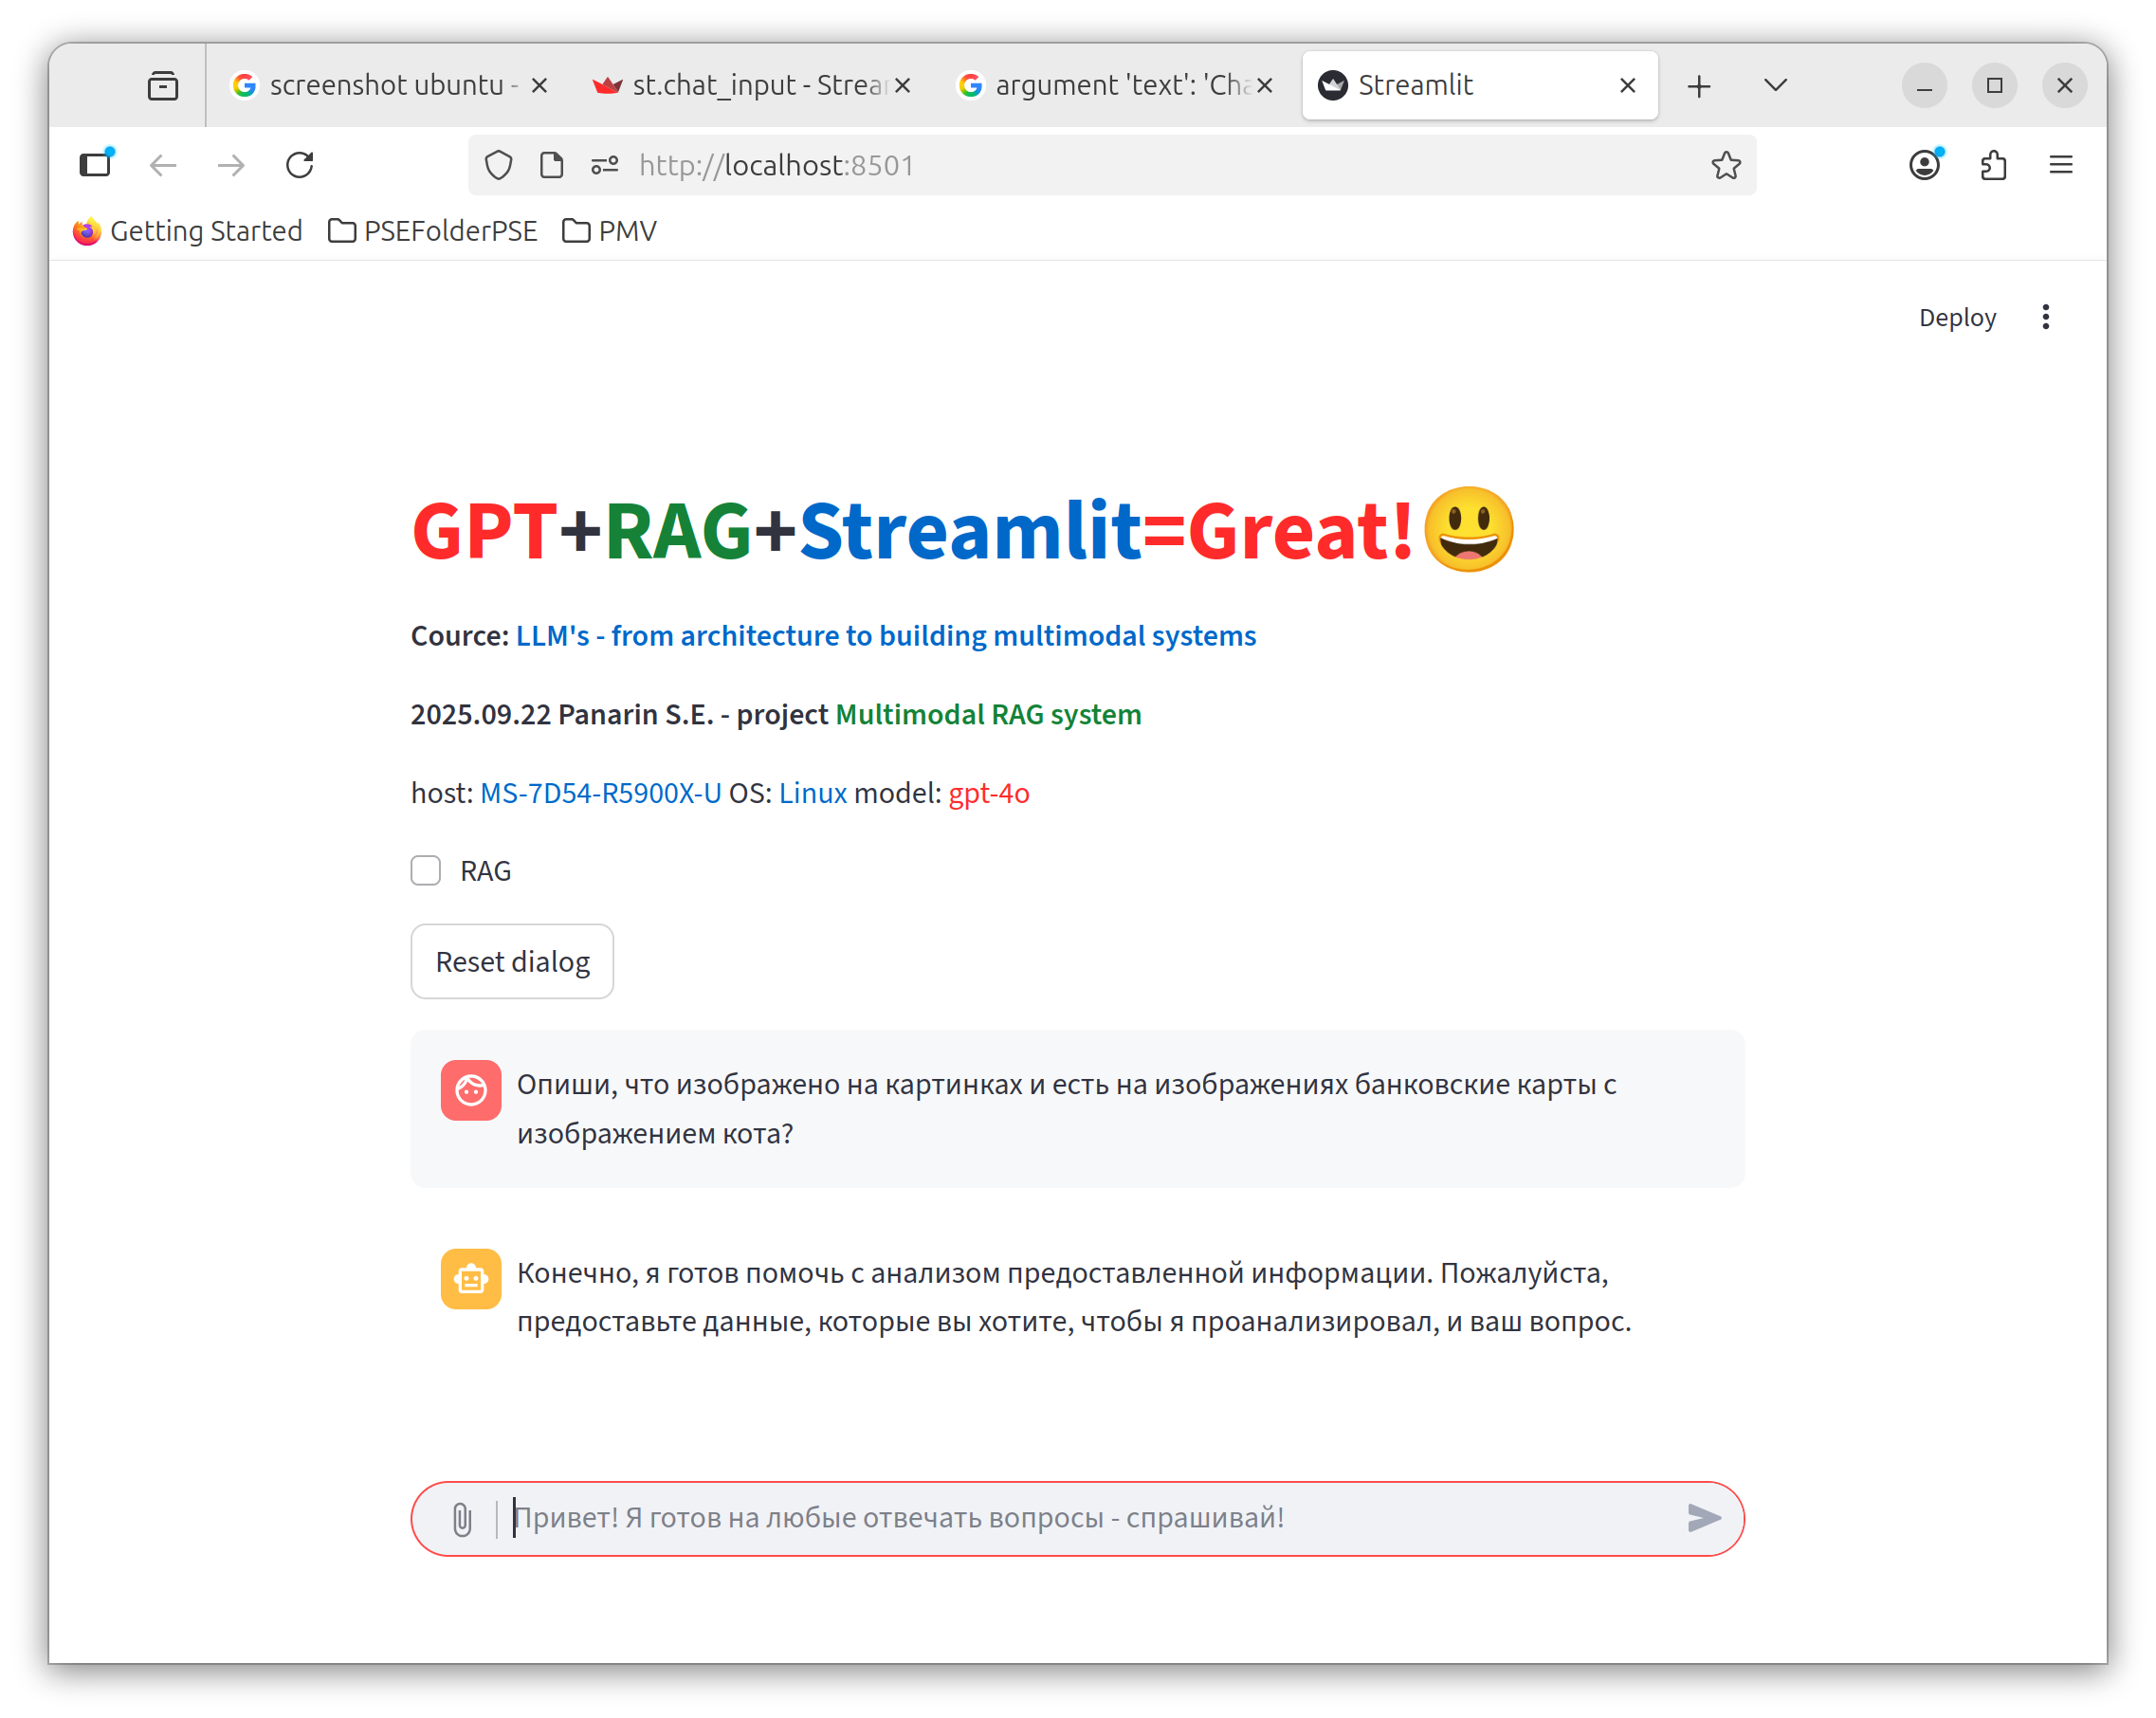 screenshot ubuntu -
st.chat_input - Strea
argument 'text': 'Cha
Streamlit
http://localhost:8501
Getting Started PSEFolderPSE PMV
Deploy
GPT+RAG+Streamlit=Great!😃
Cource: LLM's - from architecture to building multimodal systems
2025.09.22 Panarin S.E. - project Multimodal RAG system
host: MS-7D54-R5900X-U OS: Linux model: gpt-4o
RAG
Reset dialog
Опиши, что изображено на картинках и есть на изображениях банковские карты с
изображением кота?
Конечно, я готов помочь с анализом предоставленной информации. Пожалуйста,
предоставьте данные, которые вы хотите, чтобы я проанализировал, и ваш вопрос.
Привет! Я готов на любые отвечать вопросы - спрашивай!